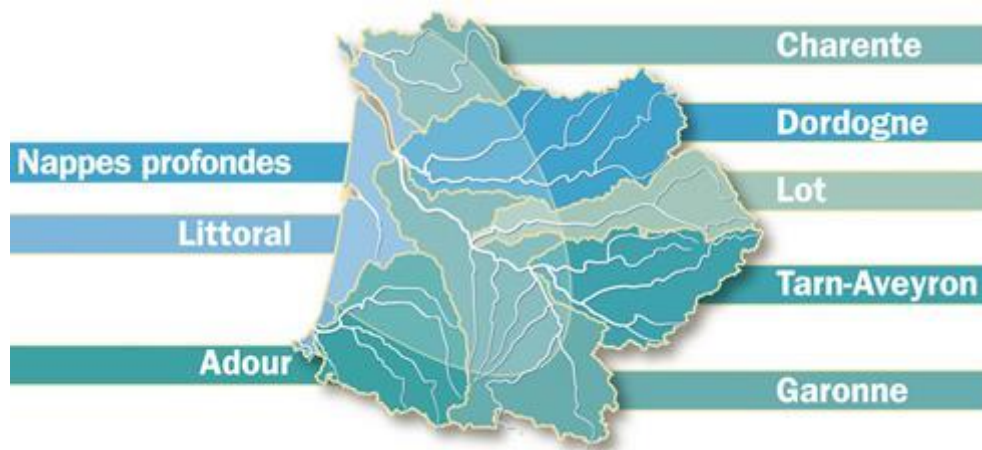 Charente
Dordogne
Nappes profondes
Lot
Littoral
Tarn-Aveyron
Adour
Garonne